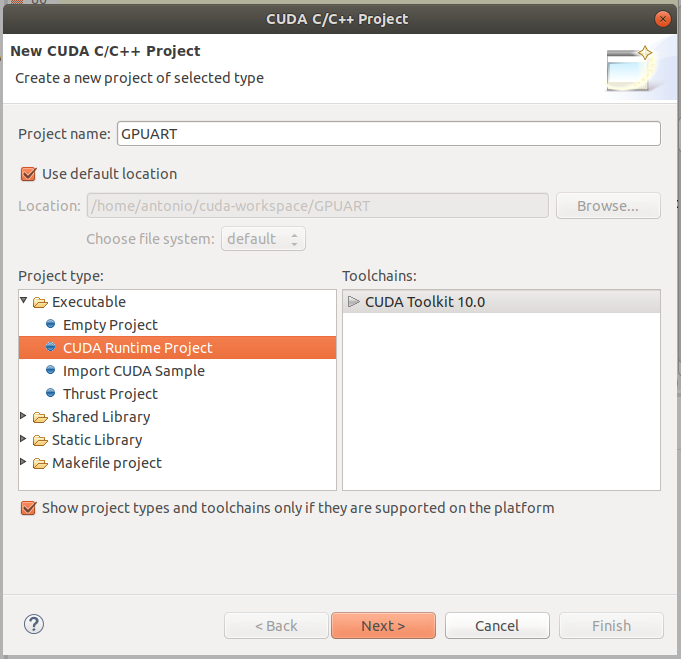 CUDA C/C++ Project
New CUDA C/C++ Project
Create a new project of selected type
Project name: GPUART
Use default location
Location: /home/antonio/cuda-workspace/GPUART Browse...
Choose file system: default
Project type: Toolchains:
Executable CUDA Toolkit 10.0
Empty Project
CUDA Runtime Project
Import CUDA Sample
Thrust Project
Shared Library
Static Library
Makefile project
Show project types and toolchains only if they are supported on the platform
? < Back Next > Cancel Finish